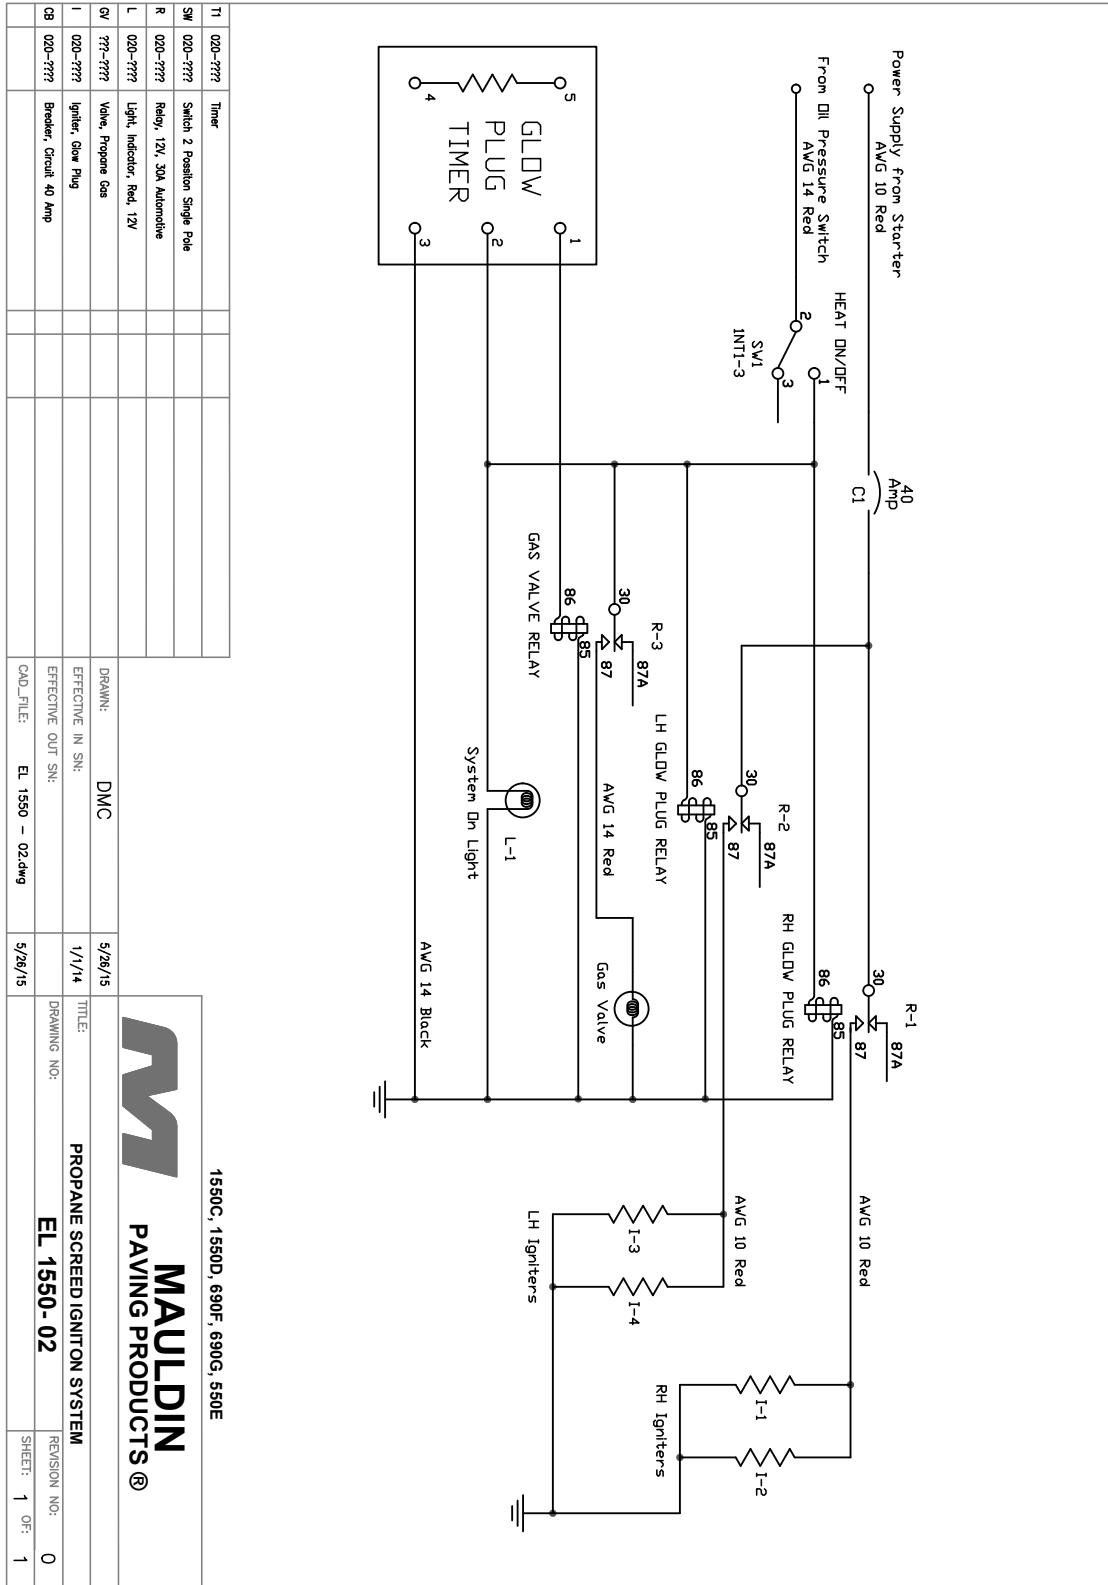 Power Supply from Starter
AWG 10 Red
From Oil Pressure Switch
AWG 14 Red
HEAT ON/OFF
2
1
3
SW1
1NT1-3
40
Amp
C1
GLOW
PLUG
TIMER
5
4
1
2
3
R-1
30
87A
87
86
85
RH GLOW PLUG RELAY
R-2
30
87A
87
86
85
LH GLOW PLUG RELAY
R-3
30
87A
87
86
85
GAS VALVE RELAY
AWG 14 Red
Gas Valve
L-1
System On Light
AWG 14 Black
AWG 10 Red
AWG 10 Red
I-1
I-2
RH Igniters
I-3
I-4
LH Igniters
T1 020-???? Timer
SW 020-???? Switch 2 Possiton Single Pole
R 020-???? Relay, 12V, 30A Automotive
L 020-???? Light, Indicator, Red, 12V
GV ???-???? Valve, Propane Gas
I 020-???? Igniter, Glow Plug
CB 020-???? Breaker, Circuit 40 Amp
DRAWN: DMC 5/26/15
EFFECTIVE IN SN: 1/1/14
EFFECTIVE OUT SN:
CAD_FILE: EL 1550 - 02.dwg 5/26/15
1550C, 1550D, 690F, 690G, 550E
MAULDIN
PAVING PRODUCTS ®
TITLE:
PROPANE SCREED IGNITON SYSTEM
DRAWING NO: EL 1550-02
REVISION NO: 0
SHEET: 1 OF: 1